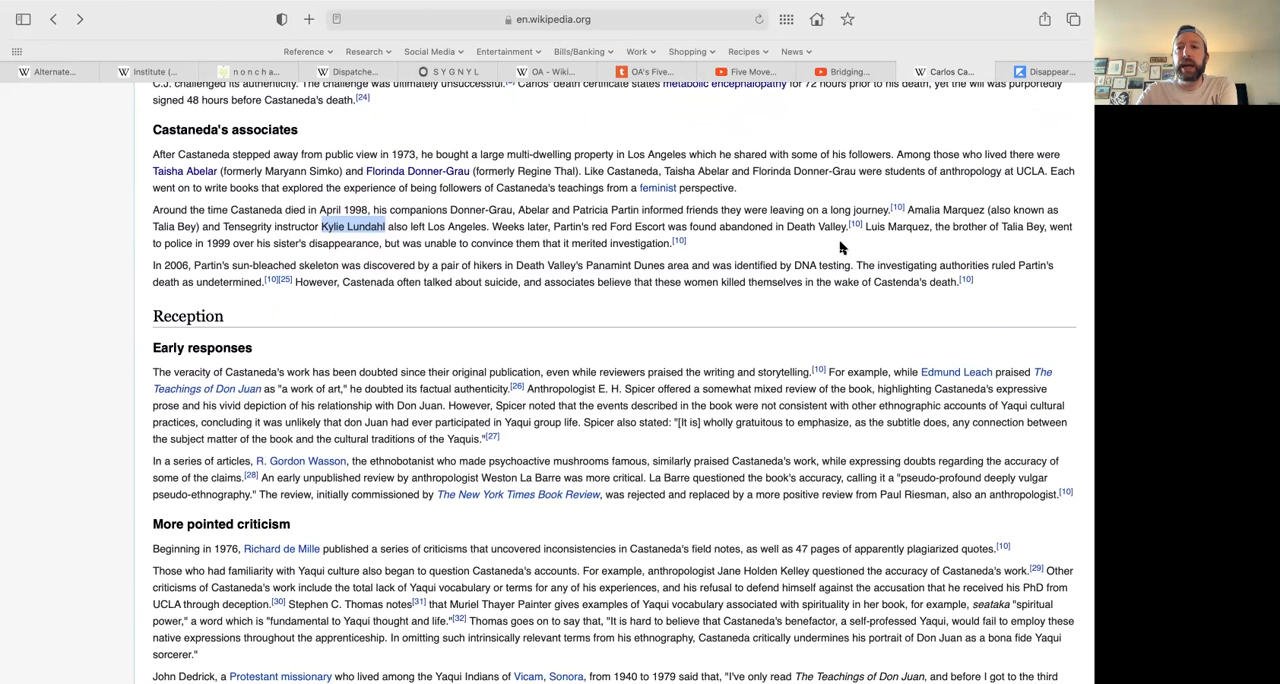 en.wikipedia.org
Reference Research Social Media Entertainment Bills/Banking Work Shopping Recipes News
Alternate... Institute (... n o n c h a... Dispatche... S Y G N Y L OA - Wiki... OA's Five... Five Move... Bridging... Carlos Ca... Disappear...
C.J. challenged its authenticity. The challenge was ultimately unsuccessful. Carlos' death certificate states metabolic encephalopathy for 72 hours prior to his death, yet the will was purportedly
signed 48 hours before Castaneda's death.[24]
Castaneda's associates
After Castaneda stepped away from public view in 1973, he bought a large multi-dwelling property in Los Angeles which he shared with some of his followers. Among those who lived there were
Taisha Abelar (formerly Maryann Simko) and Florinda Donner-Grau (formerly Regine Thal). Like Castaneda, Taisha Abelar and Florinda Donner-Grau were students of anthropology at UCLA. Each
went on to write books that explored the experience of being followers of Castaneda's teachings from a feminist perspective.
Around the time Castaneda died in April 1998, his companions Donner-Grau, Abelar and Patricia Partin informed friends they were leaving on a long journey.[10] Amalia Marquez (also known as
Talia Bey) and Tensegrity instructor Kylie Lundahl also left Los Angeles. Weeks later, Partin's red Ford Escort was found abandoned in Death Valley.[10] Luis Marquez, the brother of Talia Bey, went
to police in 1999 over his sister's disappearance, but was unable to convince them that it merited investigation.[10]
In 2006, Partin's sun-bleached skeleton was discovered by a pair of hikers in Death Valley's Panamint Dunes area and was identified by DNA testing. The investigating authorities ruled Partin's
death as undetermined.[10][25] However, Castenada often talked about suicide, and associates believe that these women killed themselves in the wake of Castenda's death.[10]
Reception
Early responses
The veracity of Castaneda's work has been doubted since their original publication, even while reviewers praised the writing and storytelling.[10] For example, while Edmund Leach praised The
Teachings of Don Juan as "a work of art," he doubted its factual authenticity.[26] Anthropologist E. H. Spicer offered a somewhat mixed review of the book, highlighting Castaneda's expressive
prose and his vivid depiction of his relationship with Don Juan. However, Spicer noted that the events described in the book were not consistent with other ethnographic accounts of Yaqui cultural
practices, concluding it was unlikely that don Juan had ever participated in Yaqui group life. Spicer also stated: "[It is] wholly gratuitous to emphasize, as the subtitle does, any connection between
the subject matter of the book and the cultural traditions of the Yaquis."[27]
In a series of articles, R. Gordon Wasson, the ethnobotanist who made psychoactive mushrooms famous, similarly praised Castaneda's work, while expressing doubts regarding the accuracy of
some of the claims.[28] An early unpublished review by anthropologist Weston La Barre was more critical. La Barre questioned the book's accuracy, calling it a "pseudo-profound deeply vulgar
pseudo-ethnography." The review, initially commissioned by The New York Times Book Review, was rejected and replaced by a more positive review from Paul Riesman, also an anthropologist.[10]
More pointed criticism
Beginning in 1976, Richard de Mille published a series of criticisms that uncovered inconsistencies in Castaneda's field notes, as well as 47 pages of apparently plagiarized quotes.[10]
Those who had familiarity with Yaqui culture also began to question Castaneda's accounts. For example, anthropologist Jane Holden Kelley questioned the accuracy of Castaneda's work.[29] Other
criticisms of Castaneda's work include the total lack of Yaqui vocabulary or terms for any of his experiences, and his refusal to defend himself against the accusation that he received his PhD from
UCLA through deception.[30] Stephen C. Thomas notes[31] that Muriel Thayer Painter gives examples of Yaqui vocabulary associated with spirituality in her book, for example, seataka "spiritual
power," a word which is "fundamental to Yaqui thought and life."[32] Thomas goes on to say that, "It is hard to believe that Castaneda's benefactor, a self-professed Yaqui, would fail to employ these
native expressions throughout the apprenticeship. In omitting such intrinsically relevant terms from his ethnography, Castaneda critically undermines his portrait of Don Juan as a bona fide Yaqui
sorcerer."
John Dedrick, a Protestant missionary who lived among the Yaqui Indians of Vicam, Sonora, from 1940 to 1979 said that, "I've only read The Teachings of Don Juan, and before I got to the third